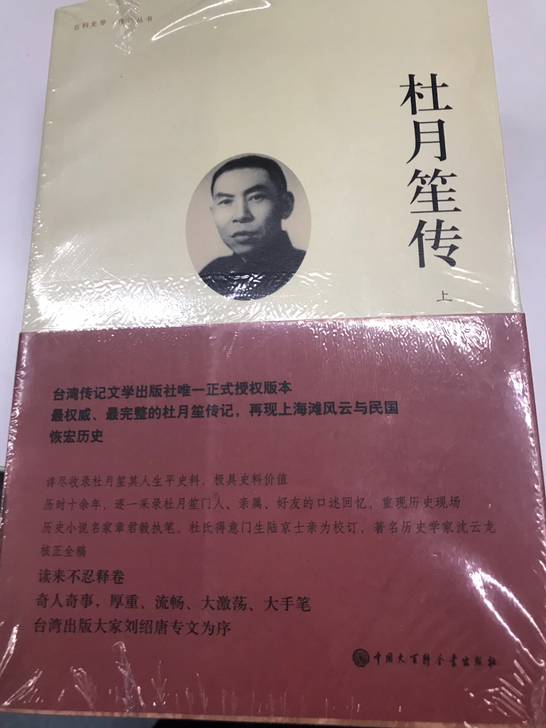 百科史学 传记丛书
杜月笙传
上
台湾传记文学出版社唯一正式授权版本
最权威、最完整的杜月笙传记，再现上海滩风云与民国
恢宏历史
详尽收录杜月笙其人生平史料，极具史料价值
历时十余年，逐一采录杜月笙门人、亲属、好友的口述回忆，重现历史现场
历史小说名家章君穀执笔，杜氏得意门生陆京士亲为校订，著名历史学家沈云龙
核正全稿
读来不忍释卷
奇人奇事，厚重、流畅、大激荡、大手笔
台湾出版大家刘绍唐专文为序
中国大百科全书出版社